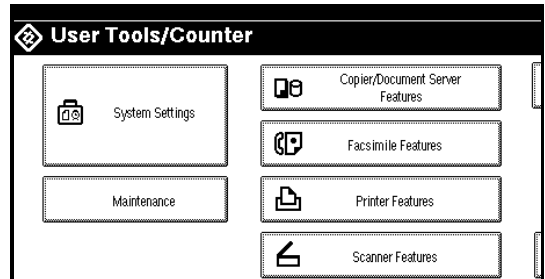 User Tools/Counter
System Settings
Maintenance
Copier/Document Server
Features
Facsimile Features
Printer Features
Scanner Features